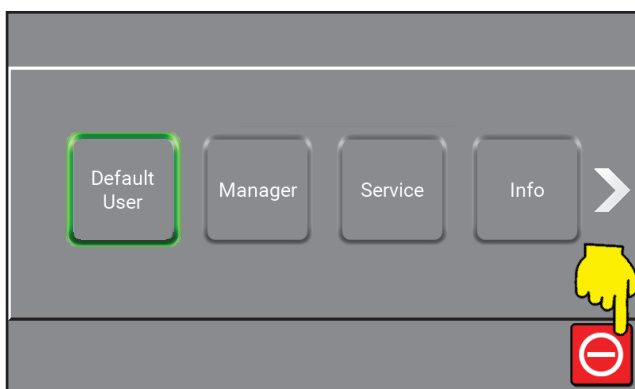 Default
User
Manager
Service
Info